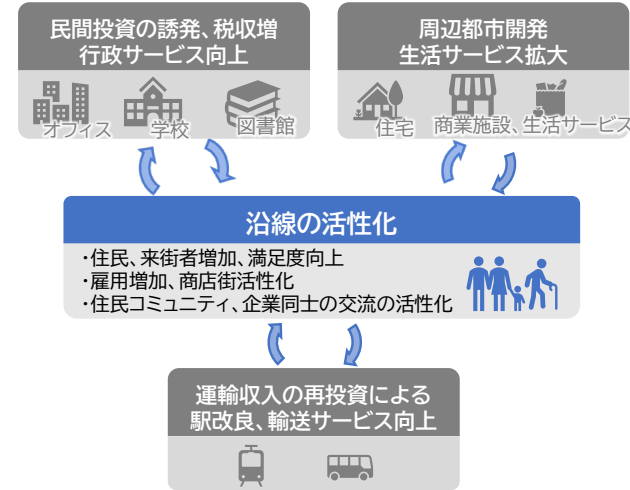 民間投資の誘発、税収増
行政サービス向上
オフィス
学校
図書館
周辺都市開発
生活サービス拡大
住宅
商業施設、生活サービス
沿線の活性化
・住民、来街者増加、満足度向上
・雇用増加、商店街活性化
・住民コミュニティ、企業同士の交流の活性化
運輸収入の再投資による
駅改良、輸送サービス向上